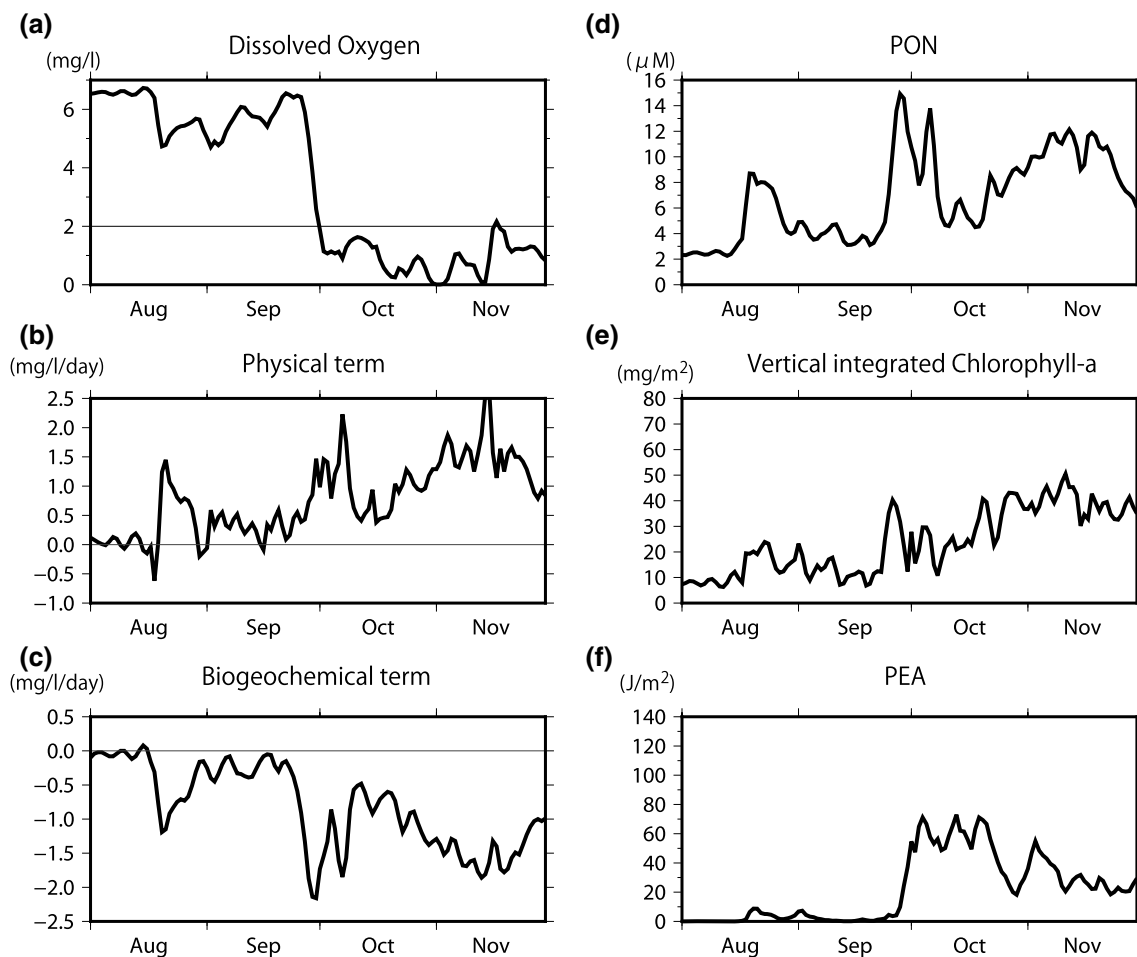 (a)
Dissolved Oxygen
(mg/l)
6
4
2
0
Aug Sep Oct Nov
(b)
Physical term
(mg/l/day)
2.5
2.0
1.5
1.0
0.5
0.0
−0.5
−1.0
Aug Sep Oct Nov
(c)
Biogeochemical term
(mg/l/day)
0.5
0.0
−0.5
−1.0
−1.5
−2.0
−2.5
Aug Sep Oct Nov
(d)
PON
(μM)
16
14
12
10
8
6
4
2
0
Aug Sep Oct Nov
(e)
Vertical integrated Chlorophyll-a
(mg/m²)
80
70
60
50
40
30
20
10
0
Aug Sep Oct Nov
(f)
PEA
(J/m²)
140
120
100
80
60
40
20
0
Aug Sep Oct Nov